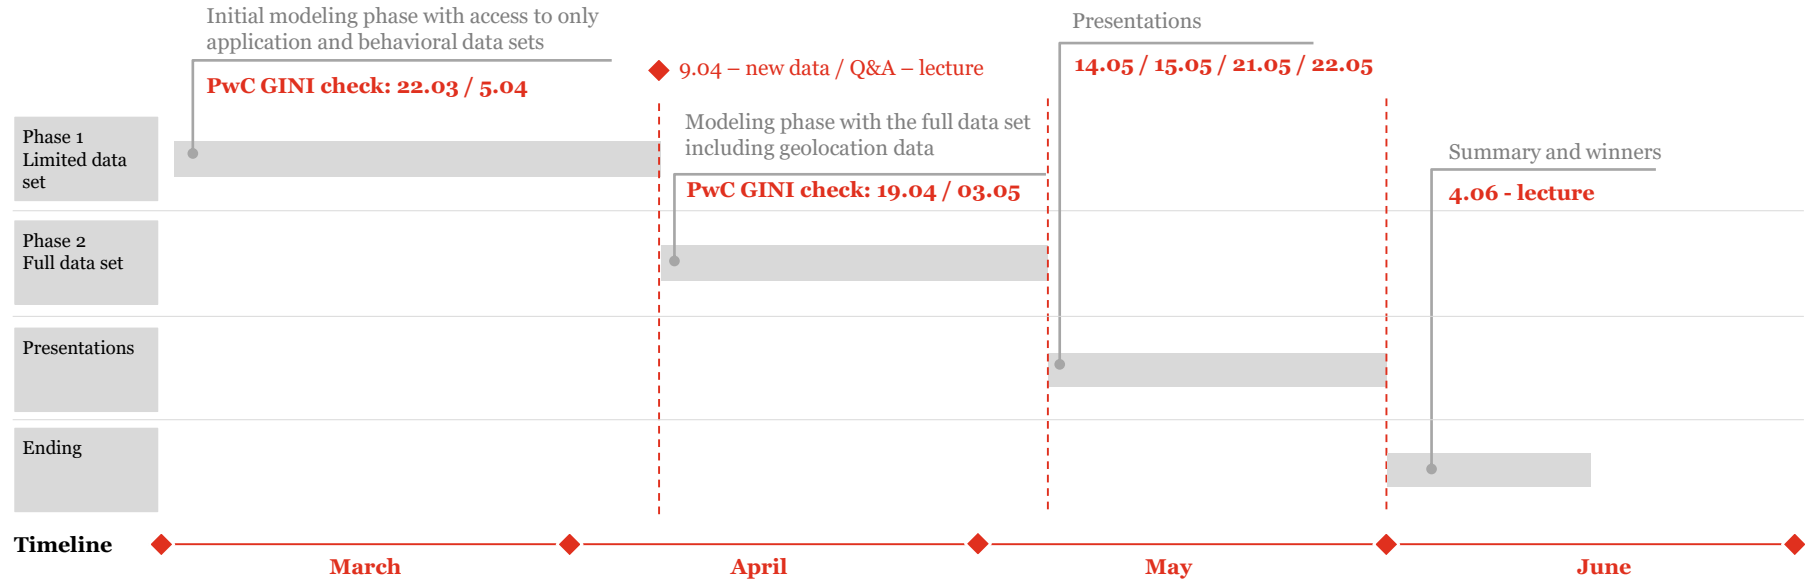 Initial modeling phase with access to only
application and behavioral data sets
PwC GINI check: 22.03 / 5.04
9.04 – new data / Q&A – lecture
Presentations
14.05 / 15.05 / 21.05 / 22.05
Phase 1
Limited data
set
Modeling phase with the full data set
including geolocation data
PwC GINI check: 19.04 / 03.05
Summary and winners
4.06 - lecture
Phase 2
Full data set
Presentations
Ending
Timeline
March
April
May
June